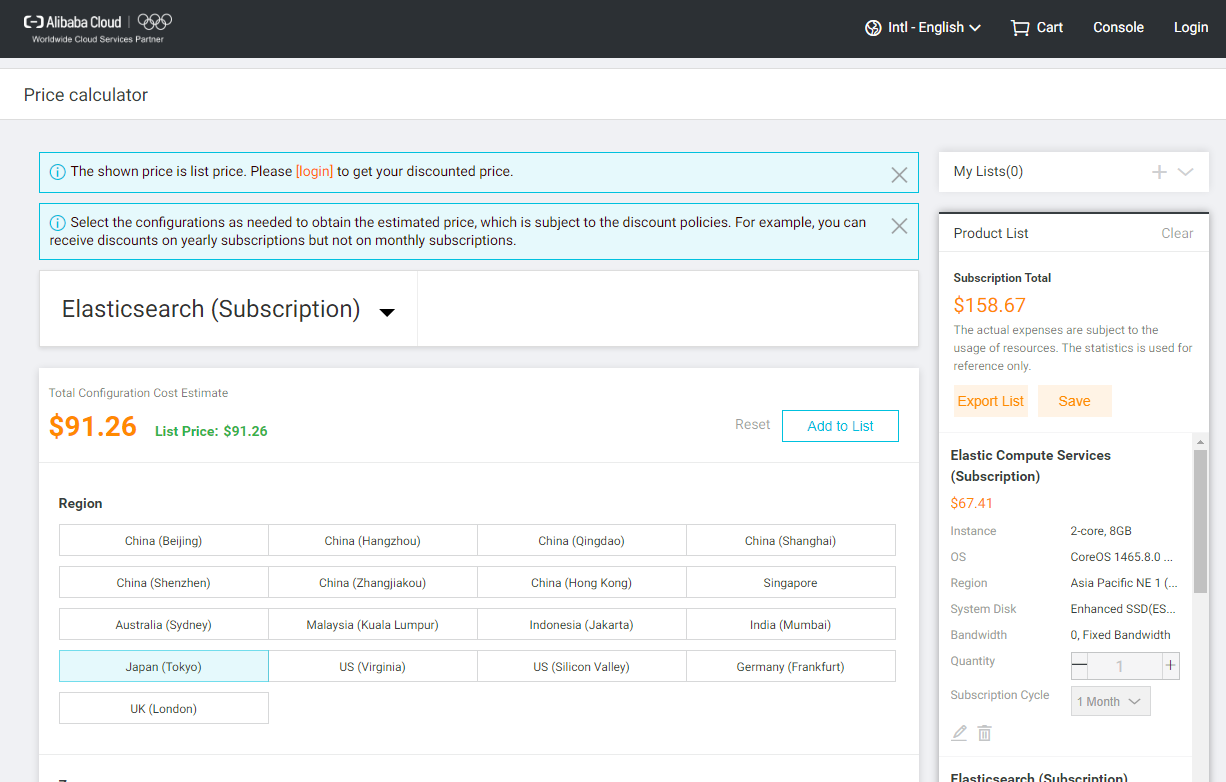 Alibaba Cloud
Worldwide Cloud Services Partner
Intl - English
Cart
Console
Login
Price calculator
The shown price is list price. Please [login] to get your discounted price.
Select the configurations as needed to obtain the estimated price, which is subject to the discount policies. For example, you can
receive discounts on yearly subscriptions but not on monthly subscriptions.
Elasticsearch (Subscription)
Total Configuration Cost Estimate
$91.26 List Price: $91.26
Reset
Add to List
Region
China (Beijing)
China (Hangzhou)
China (Qingdao)
China (Shanghai)
China (Shenzhen)
China (Zhangjiakou)
China (Hong Kong)
Singapore
Australia (Sydney)
Malaysia (Kuala Lumpur)
Indonesia (Jakarta)
India (Mumbai)
Japan (Tokyo)
US (Virginia)
US (Silicon Valley)
Germany (Frankfurt)
UK (London)
My Lists(0)
Product List
Clear
Subscription Total
$158.67
The actual expenses are subject to the
usage of resources. The statistics is used for
reference only.
Export List
Save
Elastic Compute Services
(Subscription)
$67.41
Instance 2-core, 8GB
OS CoreOS 1465.8.0 ...
Region Asia Pacific NE 1 (...
System Disk Enhanced SSD(ES...
Bandwidth 0, Fixed Bandwidth
Quantity 1
Subscription Cycle 1 Month
Elasticsearch (Subscription)